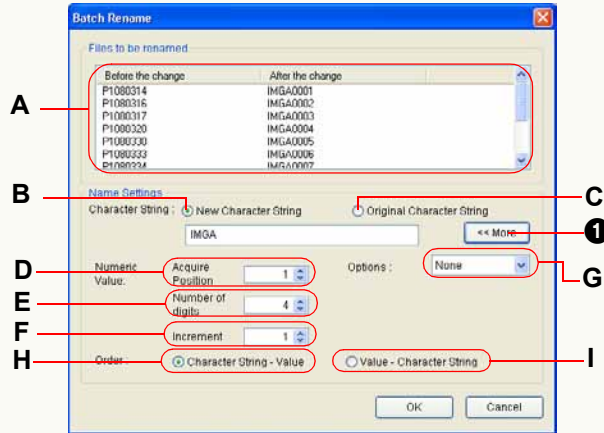 Batch Rename
Files to be renamed
Before the change After the change
A
P1080314 IMGA0001
P1080316 IMGA0002
P1080317 IMGA0003
P1080320 IMGA0004
P1080330 IMGA0005
P1080333 IMGA0006
P1080334 IMGA0007
B Name Settings C
Character String : New Character String Original Character String
IMGA << More 1
D Numeric Value: Acquire Position 1 Options : None G
E Number of digits 4
F Increment 1
H Order : Character String - Value Value - Character String I
OK Cancel